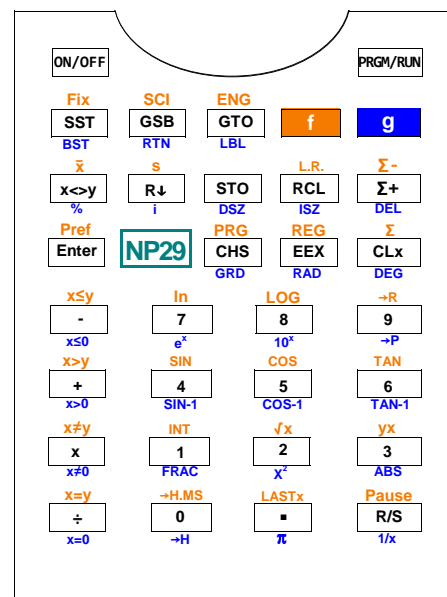 ON/OFF PRGM/RUN
Fix SCI ENG
SST GSB GTO f g
BST RTN LBL
x̄ s L.R. Σ-
x<>y R↓ STO RCL Σ+
% i DSZ ISZ DEL
Pref PRG REG Σ
Enter NP29 CHS EEX CLx
GRD RAD DEG
x≤y In LOG →R
- 7 8 9
x≤0 eˣ 10ˣ →P
x>y SIN COS TAN
+ 4 5 6
x>0 SIN-1 COS-1 TAN-1
x≠y INT √x yx
x 1 2 3
x≠0 FRAC X² ABS
x=y →H.MS LASTx Pause
÷ 0 ▪ R/S
x=0 →H π 1/x